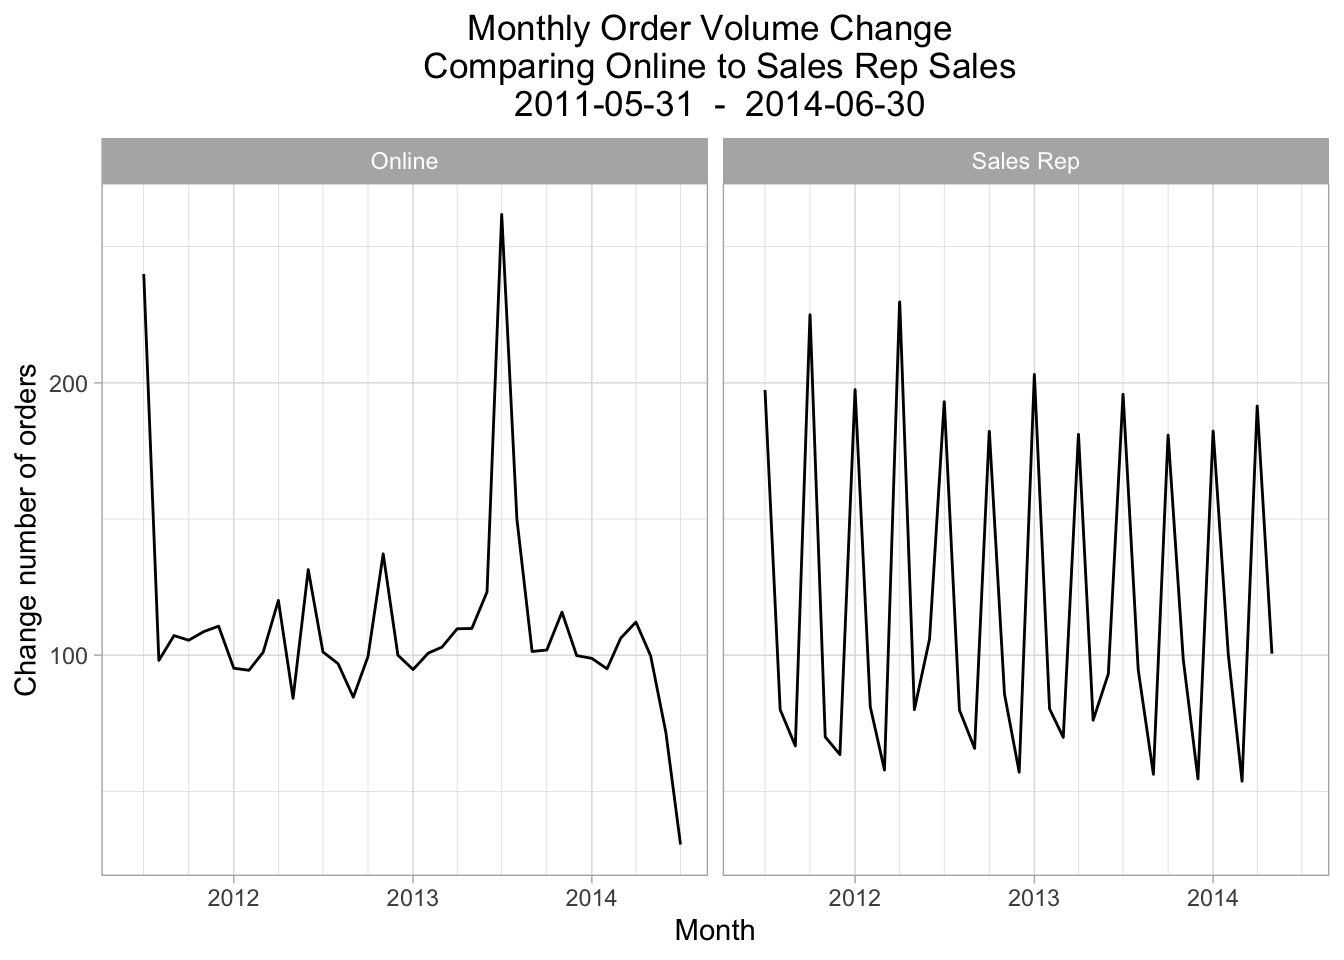 Monthly Order Volume Change
Comparing Online to Sales Rep Sales
2011-05-31 - 2014-06-30
Online
Sales Rep
Change number of orders
200
100
2012
2013
2014
2012
2013
2014
Month